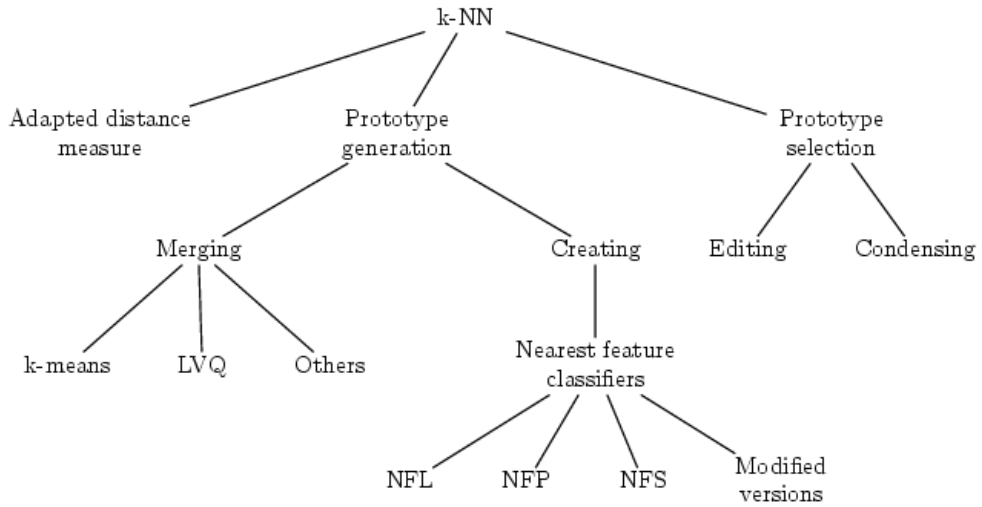 k-NN
Adapted distance
measure
Prototype
generation
Prototype
selection
Merging
Creating
Editing
Condensing
k-means
LVQ
Others
Nearest feature
classifiers
NFL
NFP
NFS
Modified
versions